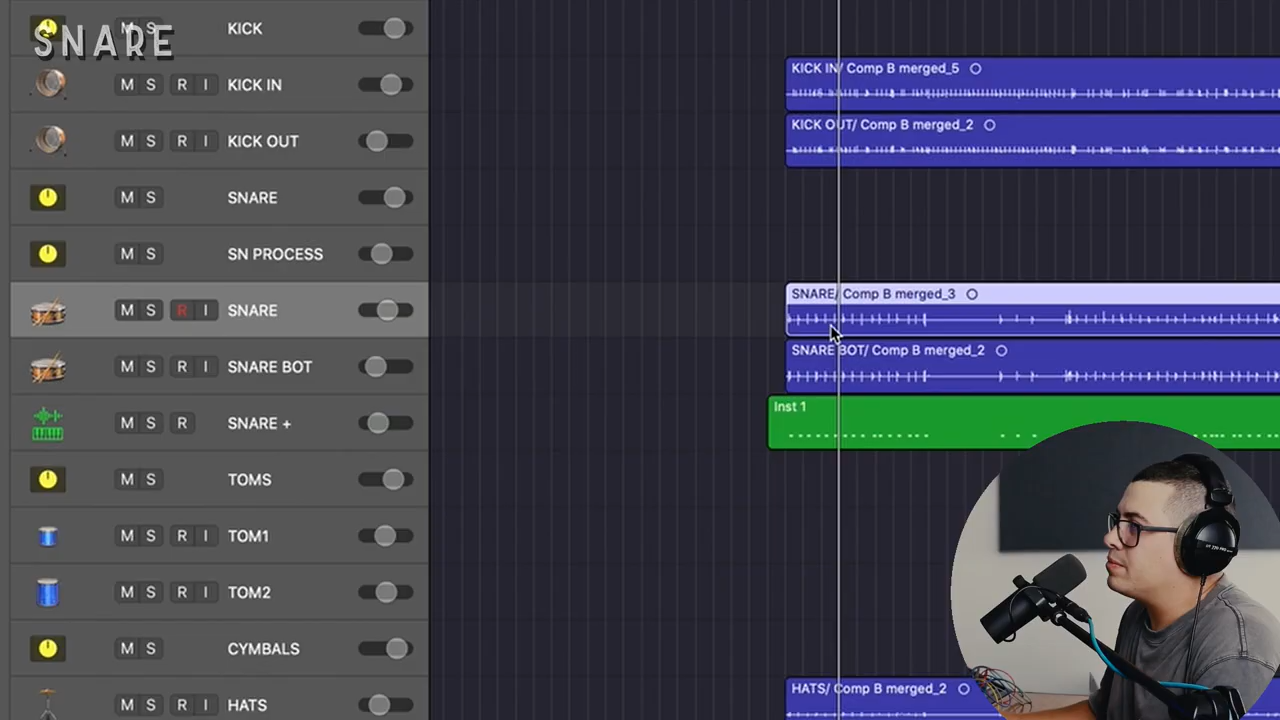 SNARE
M S KICK
KICK IN/ Comp B merged_5
M S R I KICK IN
KICK OUT/ Comp B merged_2
M S R I KICK OUT
M S SNARE
M S SN PROCESS
SNARE/ Comp B merged_3
M S R I SNARE
SNARE BOT/ Comp B merged_2
M S R I SNARE BOT
Inst 1
M S R SNARE +
M S TOMS
M S R I TOM1
M S R I TOM2
M S CYMBALS
HATS/ Comp B merged_2
M S R I HATS